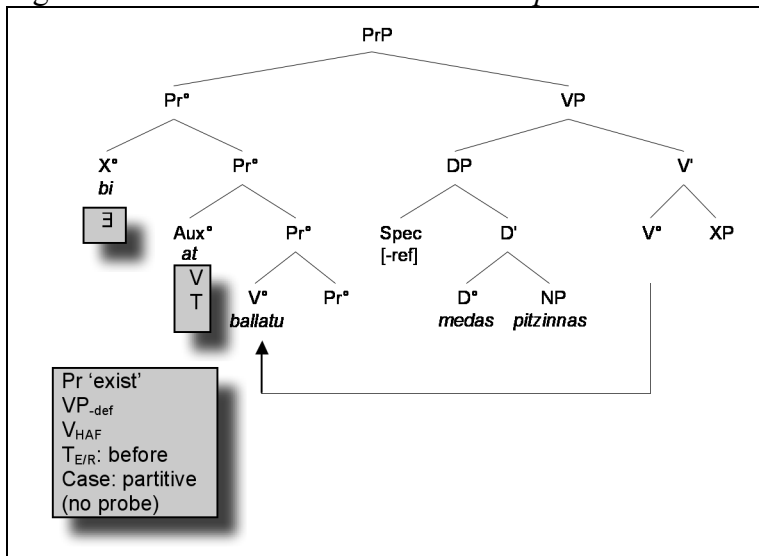 PrP
Pr° VP
X° Pr° DP V'
bi
∃ Aux° Pr° Spec D' V° XP
at [-ref]
V
T V° Pr° D° NP
ballatu medas pitzinnas
Pr 'exist'
VP-def
VHAF
TE/R: before
Case: partitive
(no probe)